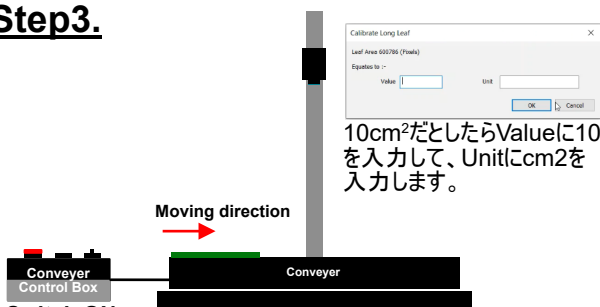 Step3.
Calibrate Long Leaf
Leaf Area 600786 (Pixels)
Equates to :-
Value
Unit
OK
Cancel
10cm²だとしたらValueに10
を入力して、Unitにcm2を
入力します。
Moving direction
Conveyer
Control Box
Conveyer